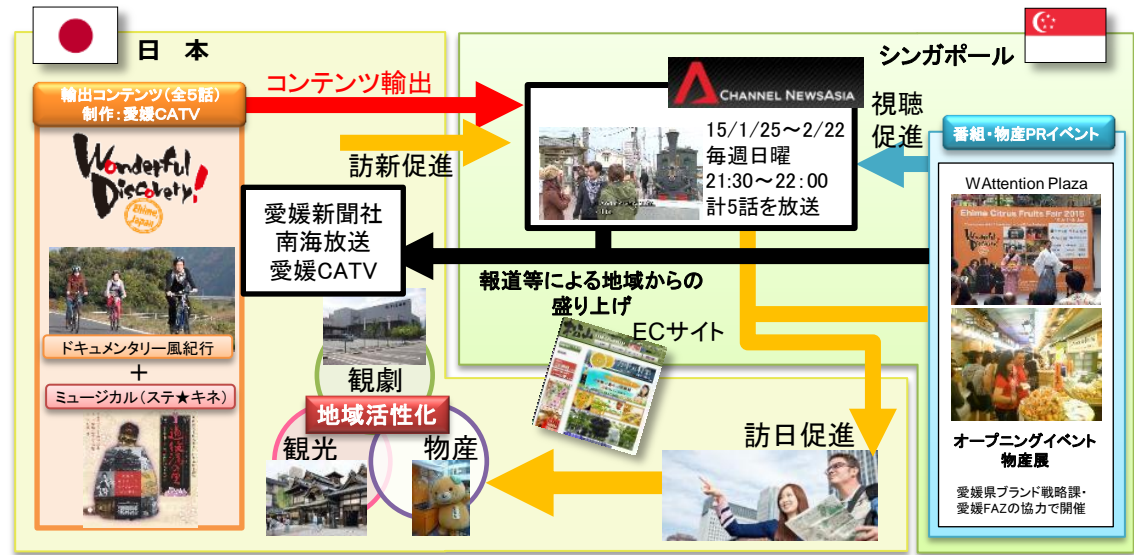 日 本
シンガポール
輸出コンテンツ(全5話)
制作:愛媛CATV
コンテンツ輸出
CHANNEL NEWSASIA
視聴
促進
番組・物産PRイベント
Wonderful
Discovery!
Ehime
Japan
訪新促進
15/1/25~2/22
毎週日曜
21:30~22:00
計5話を放送
WAttention Plaza
Ehime Citrus Fruits Fair 2015
Wonderful
Discovery!
愛媛新聞社
南海放送
愛媛CATV
報道等による地域からの
盛り上げ
ECサイト
ドキュメンタリー風紀行
+
ミュージカル(ステ★キネ)
観劇
地域活性化
観光
物産
訪日促進
オープニングイベント
物産展
愛媛県ブランド戦略課・
愛媛FAZの協力で開催